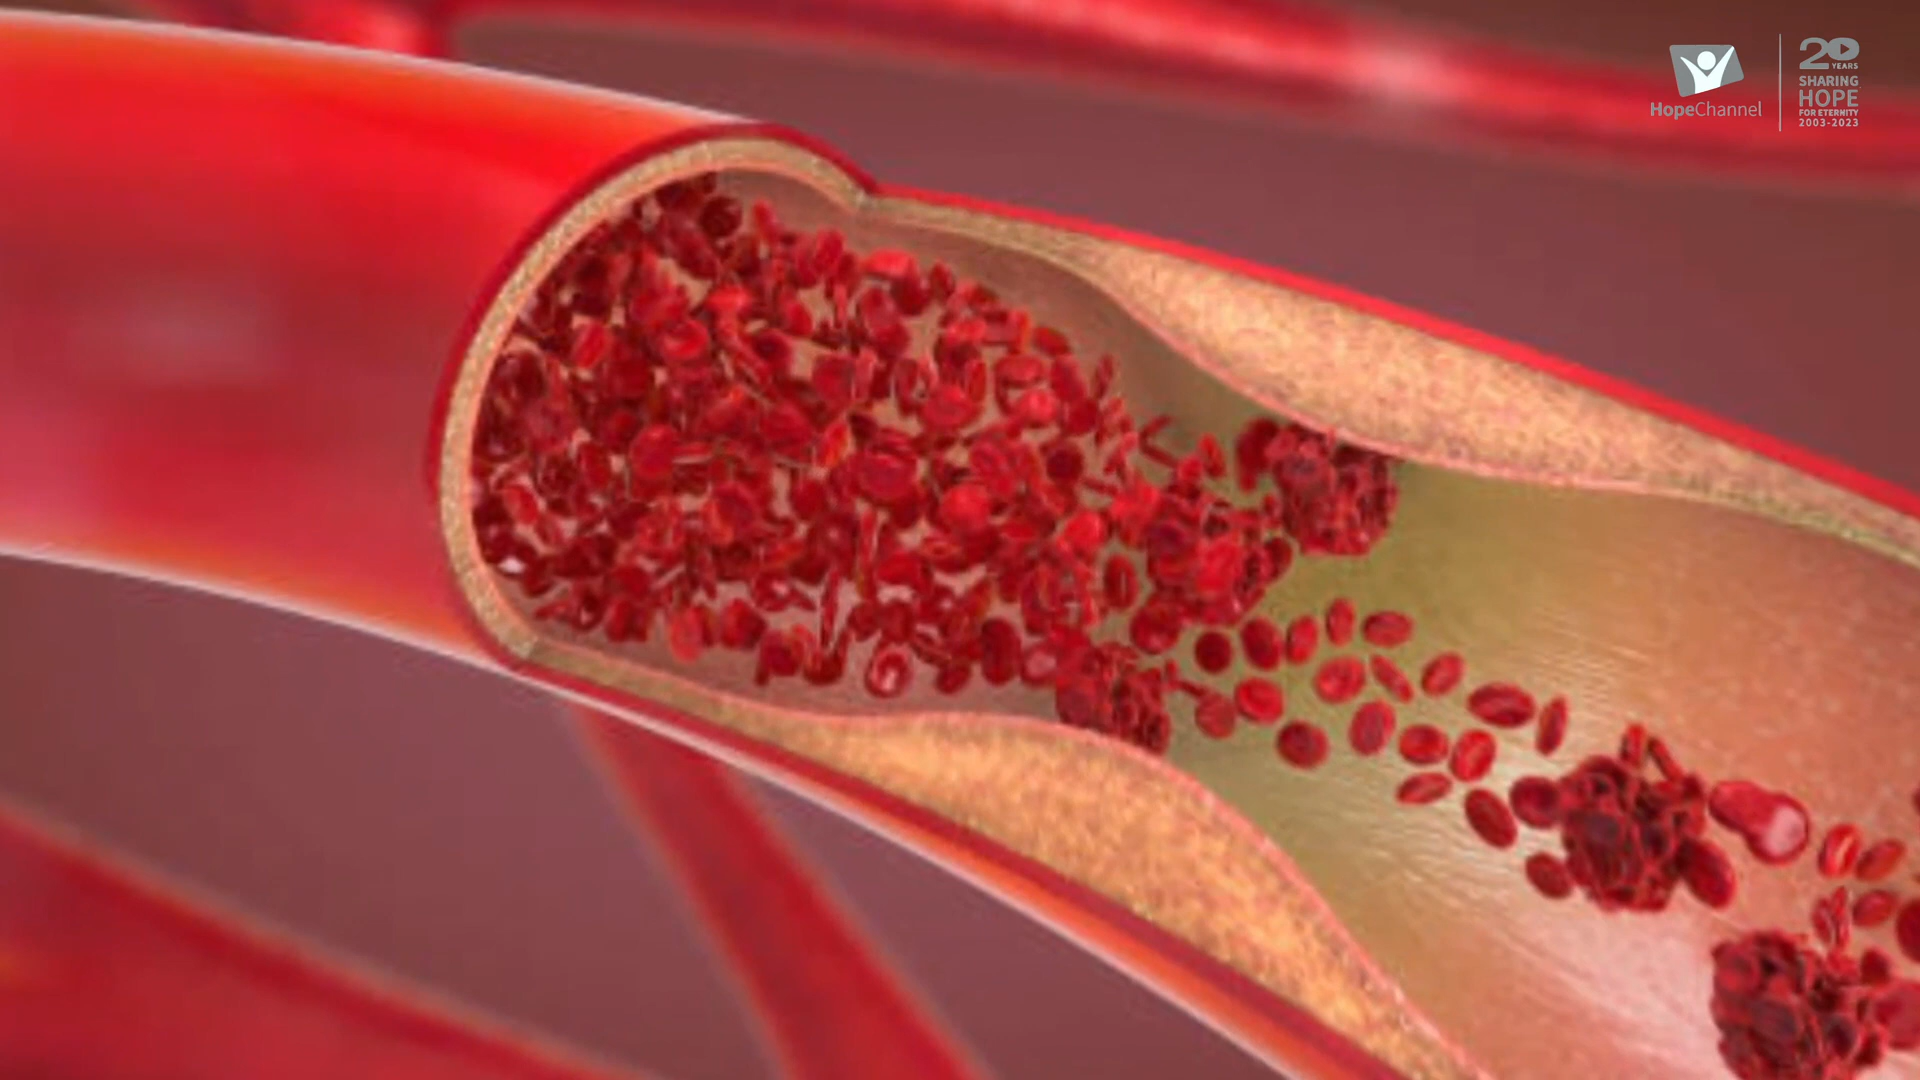 HopeChannel
20
YEARS
SHARING
HOPE
FOR ETERNITY
2003-2023